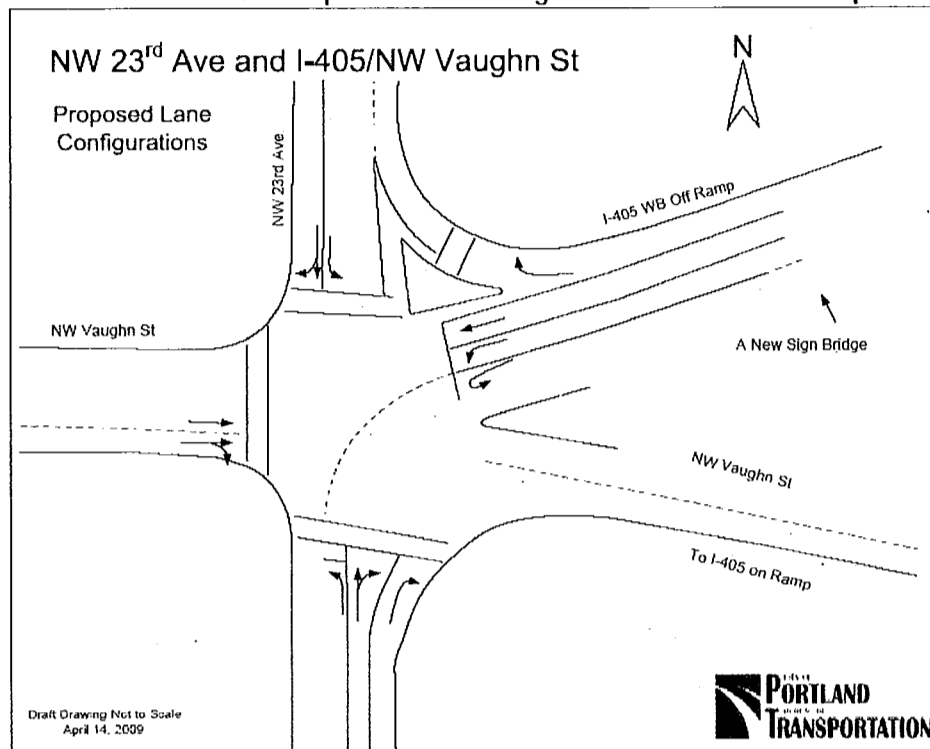 NW 23rd Ave and I-405/NW Vaughn St
Proposed Lane
Configurations
N
NW 23rd Ave
I-405 WB Off Ramp
NW Vaughn St
A New Sign Bridge
NW Vaughn St
To I-405 on Ramp
Draft Drawing Not to Scale
April 14, 2009
PORTLAND
TRANSPORTATION